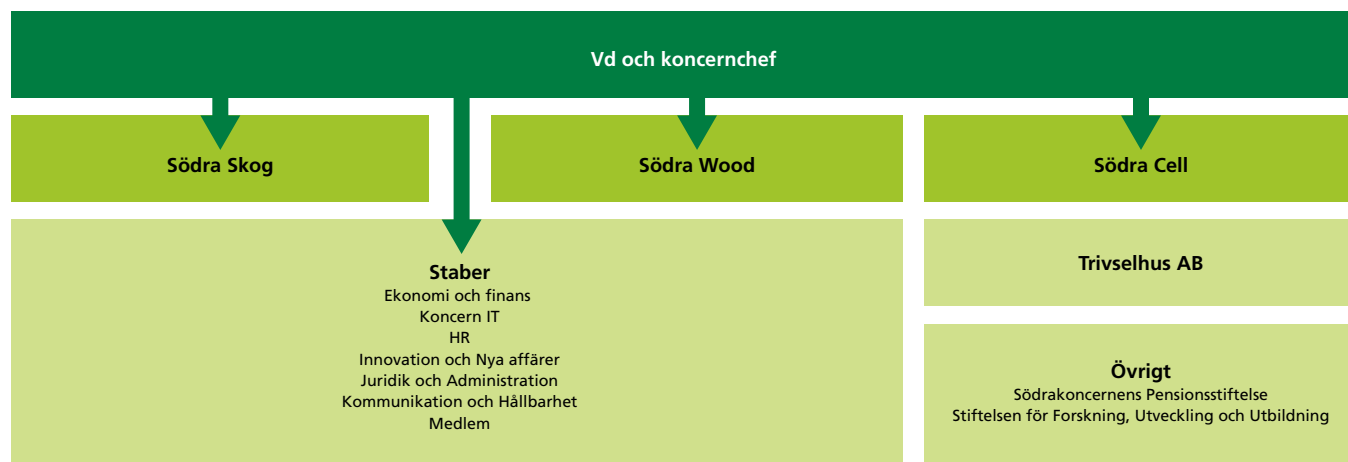 Vd och koncernchef
Södra Skog
Södra Wood
Södra Cell
Staber
Ekonomi och finans
Koncern IT
HR
Innovation och Nya affärer
Juridik och Administration
Kommunikation och Hållbarhet
Medlem
Trivselhus AB
Övrigt
Södrakoncernens Pensionsstiftelse
Stiftelsen för Forskning, Utveckling och Utbildning